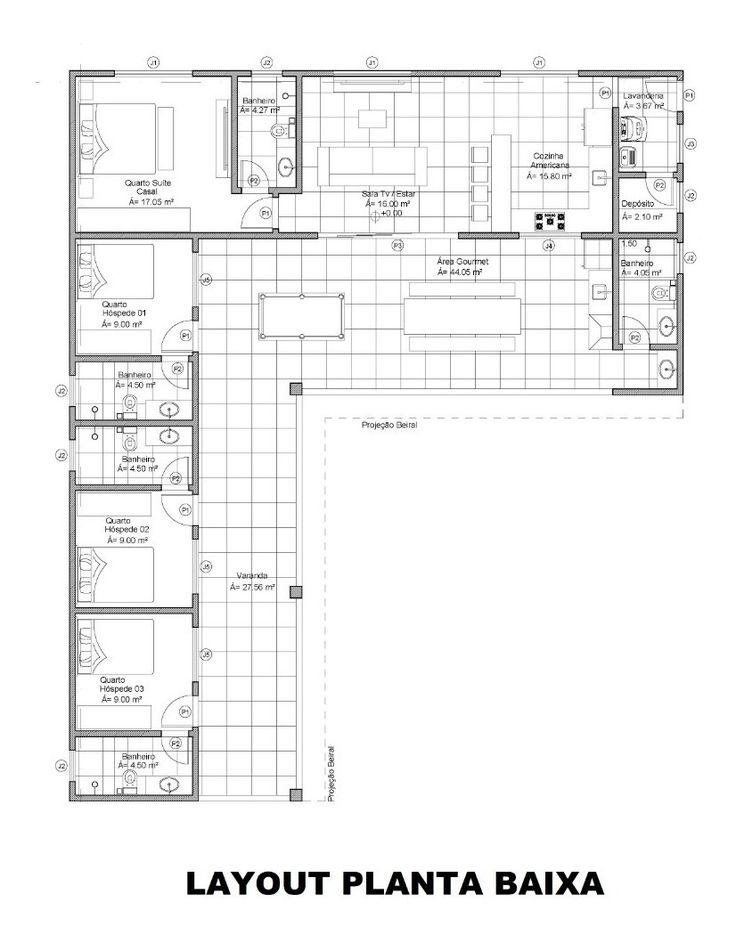 J1
J2
J1
J1
Banheiro
Á= 4.27 m²
P2
Quarto Suíte
Casal
Á= 17.05 m²
P1
Sala Tv / Estar
Á= 16.00 m²
+0.00
Cozinha
Americana
Á= 15.80 m²
P1
Lavanderia
Á= 3.67 m²
P1
J3
P2
J2
Depósito
Á= 2.10 m²
P3
J4
1,50
Banheiro
Á= 4.05 m²
J2
P2
Área Gourmet
Á= 44.05 m²
J5
Quarto
Hóspede 01
Á= 9.00 m²
P1
P2
Banheiro
Á= 4.50 m²
J2
Projeção Beiral
J2
Banheiro
Á= 4.50 m²
P2
P1
Quarto
Hóspede 02
Á= 9.00 m²
J5
Varanda
Á= 27.56 m²
J5
Quarto
Hóspede 03
Á= 9.00 m²
P1
P2
Banheiro
Á= 4.50 m²
J2
Projeção Beiral
LAYOUT PLANTA BAIXA